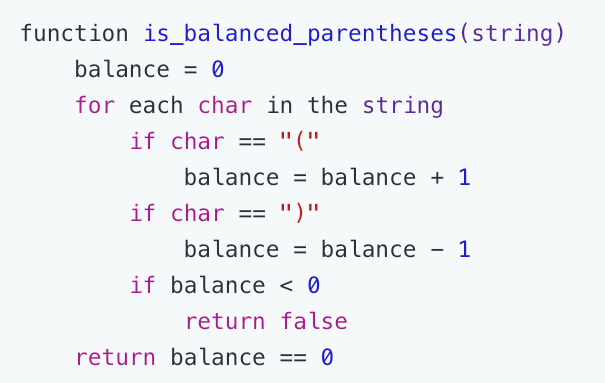 function is_balanced_parentheses(string)
    balance = 0
    for each char in the string
        if char == "("
            balance = balance + 1
        if char == ")"
            balance = balance − 1
        if balance < 0
            return false
    return balance == 0